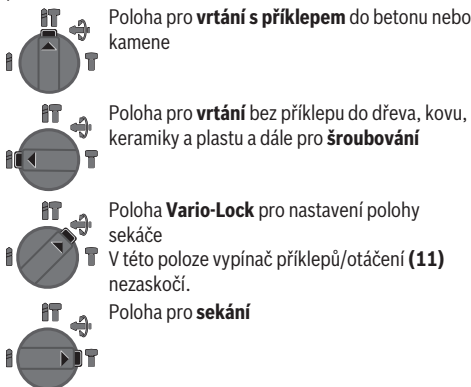 Poloha pro vrtání s příklepem do betonu nebo
kamene
Poloha pro vrtání bez příklepu do dřeva, kovu,
keramiky a plastu a dále pro šroubování
Poloha Vario-Lock pro nastavení polohy
sekáče
V této poloze vypínač příklepů/otáčení (11)
nezaskočí.
Poloha pro sekání